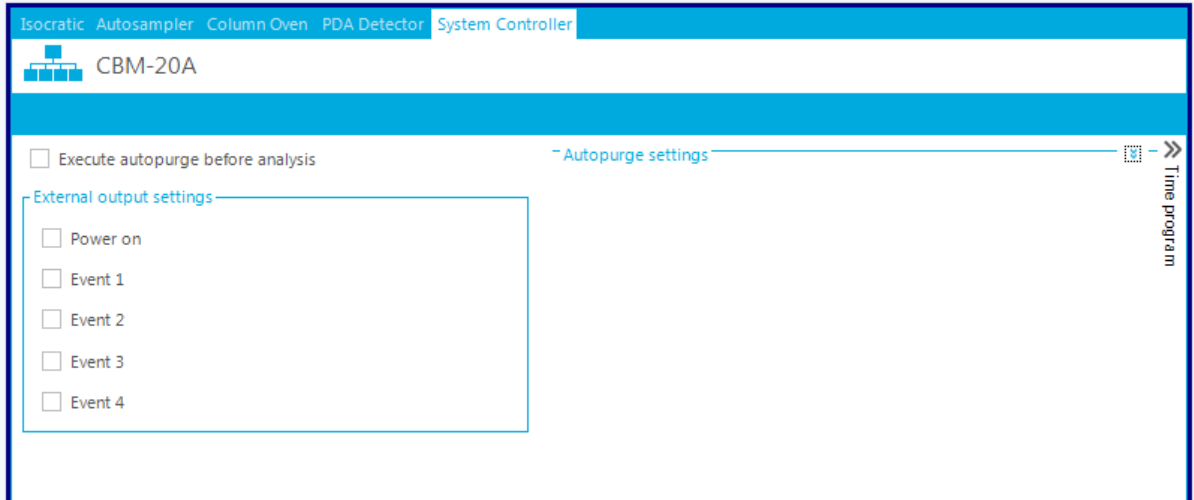 Isocratic Autosampler Column Oven PDA Detector System Controller
CBM-20A
Execute autopurge before analysis
Autopurge settings
Time program
External output settings
Power on
Event 1
Event 2
Event 3
Event 4